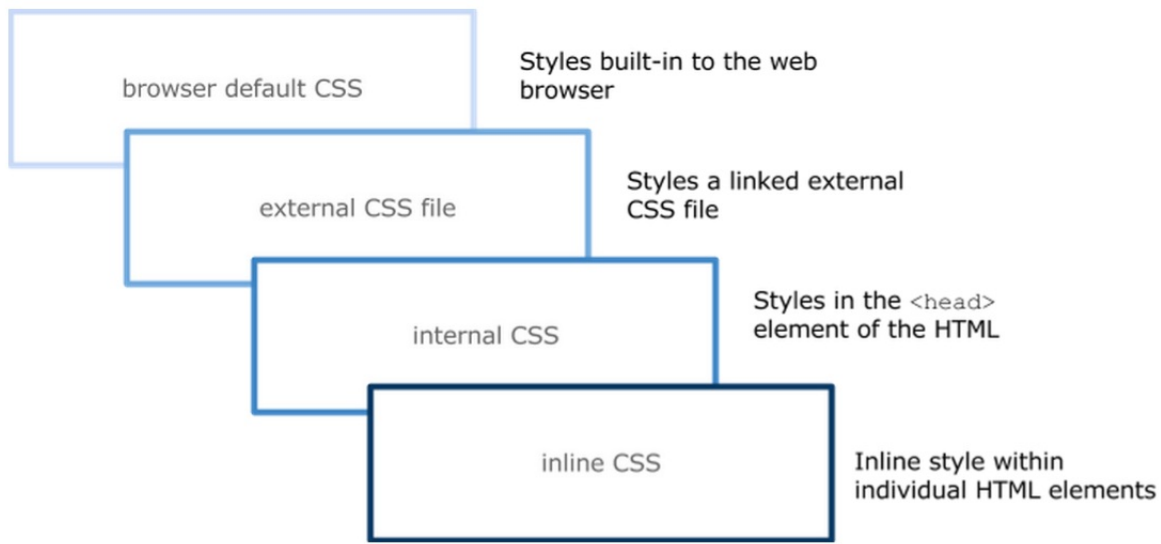 browser default CSS
Styles built-in to the web
browser
external CSS file
Styles a linked external
CSS file
internal CSS
Styles in the <head>
element of the HTML
inline CSS
Inline style within
individual HTML elements